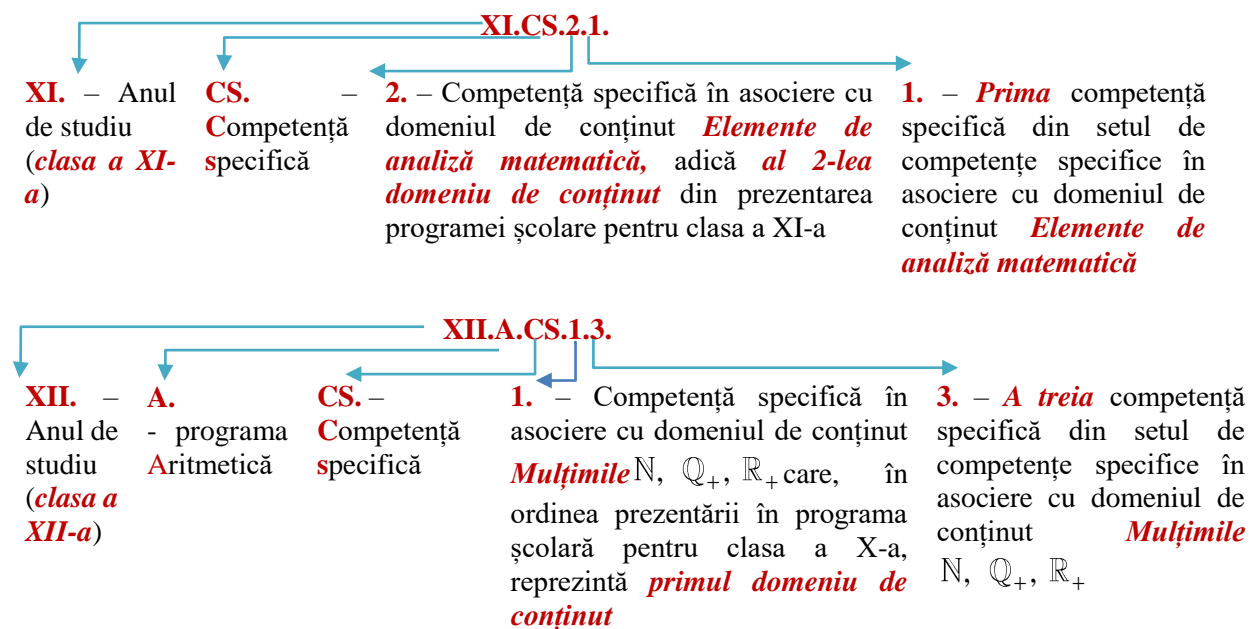 XI.CS.2.1.
XI. – Anul
de studiu
(clasa a XI-
a)
CS. –
Competență
specifică
2. – Competență specifică în asociere cu
domeniul de conținut Elemente de
analiză matematică, adică al 2-lea
domeniu de conținut din prezentarea
programei școlare pentru clasa a XI-a
1. – Prima competență
specifică din setul de
competențe specifice în
asociere cu domeniul de
conținut Elemente de
analiză matematică
XII.A.CS.1.3.
XII. –
Anul de
studiu
(clasa a
XII-a)
A.
- programa
Aritmetică
CS. –
Competență
specifică
1. – Competență specifică în
asociere cu domeniul de conținut
Mulțimile ℕ, ℚ₊, ℝ₊ care, în
ordinea prezentării în programa
școlară pentru clasa a X-a,
reprezintă primul domeniu de
conținut
3. – A treia competență
specifică din setul de
competențe specifice în
asociere cu domeniul de
conținut Mulțimile
ℕ, ℚ₊, ℝ₊